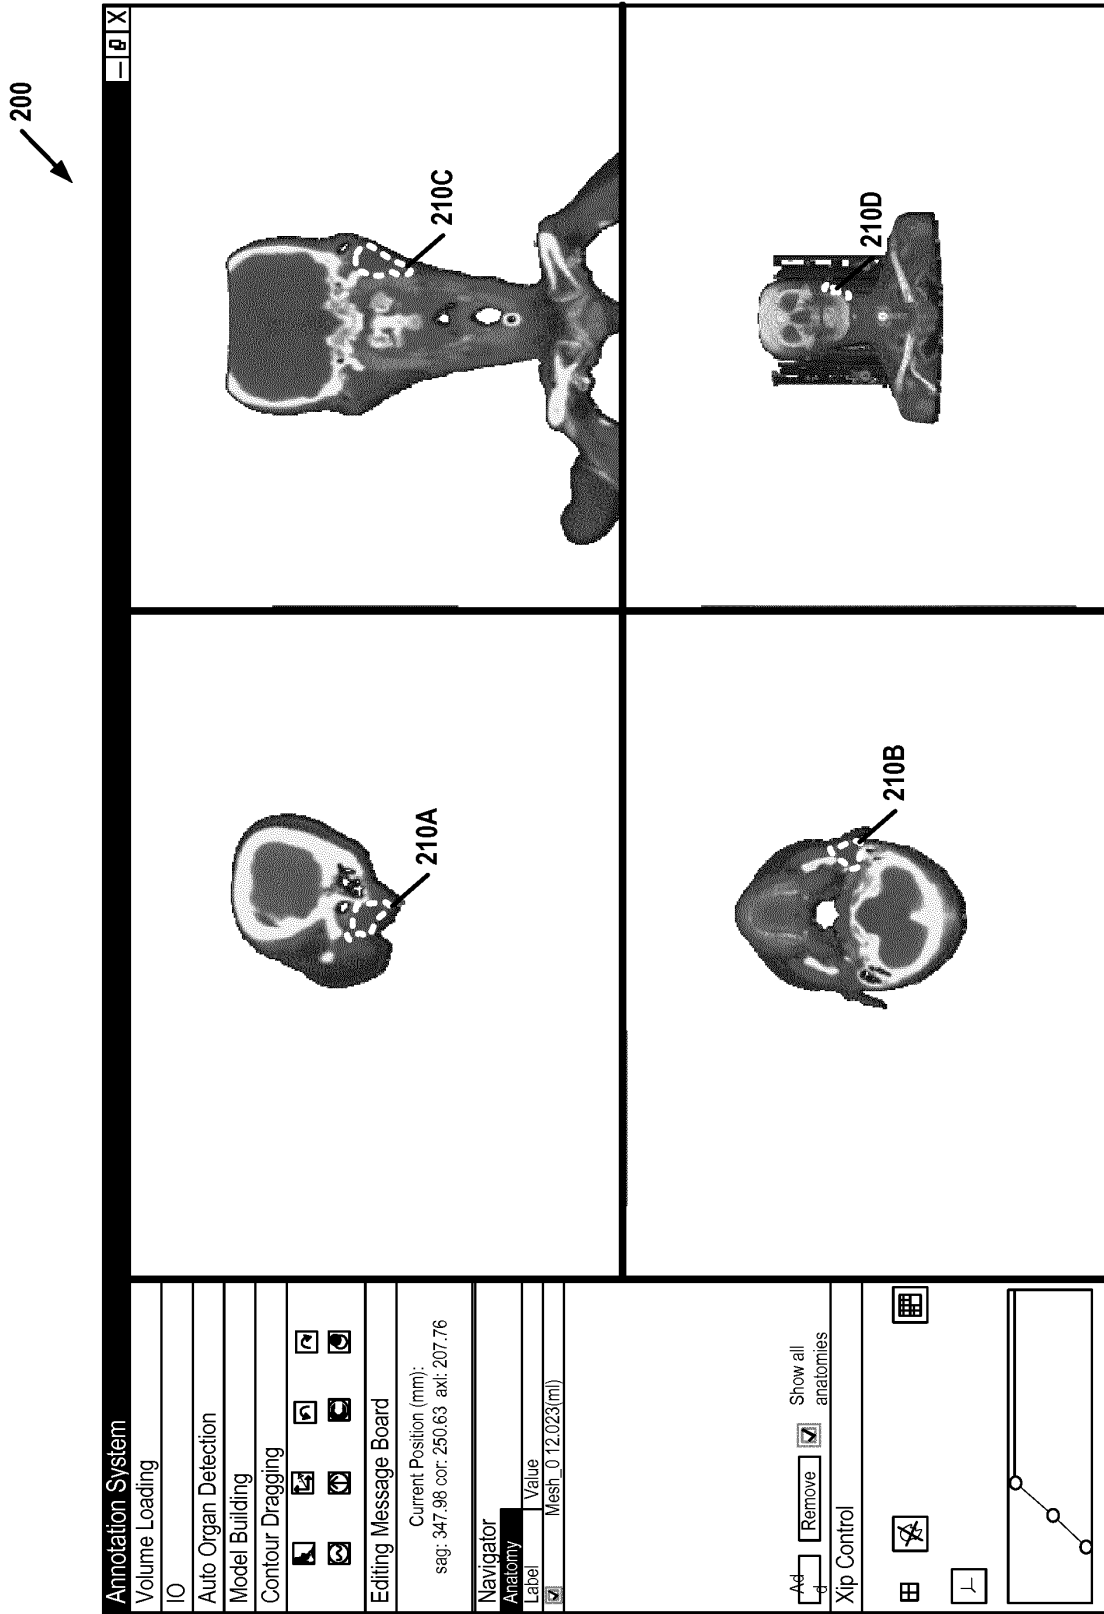 200
Annotation System
Volume Loading
IO
Auto Organ Detection
Model Building
Contour Dragging
Editing Message Board
Current Position (mm):
sag: 347.98 cor: 250.63 axl: 207.76
Navigator
Anatomy
Label Value
Mesh_0 12.023(ml)
Ad
d
Remove
Show all
anatomies
Xip Control
210A
210C
210B
210D